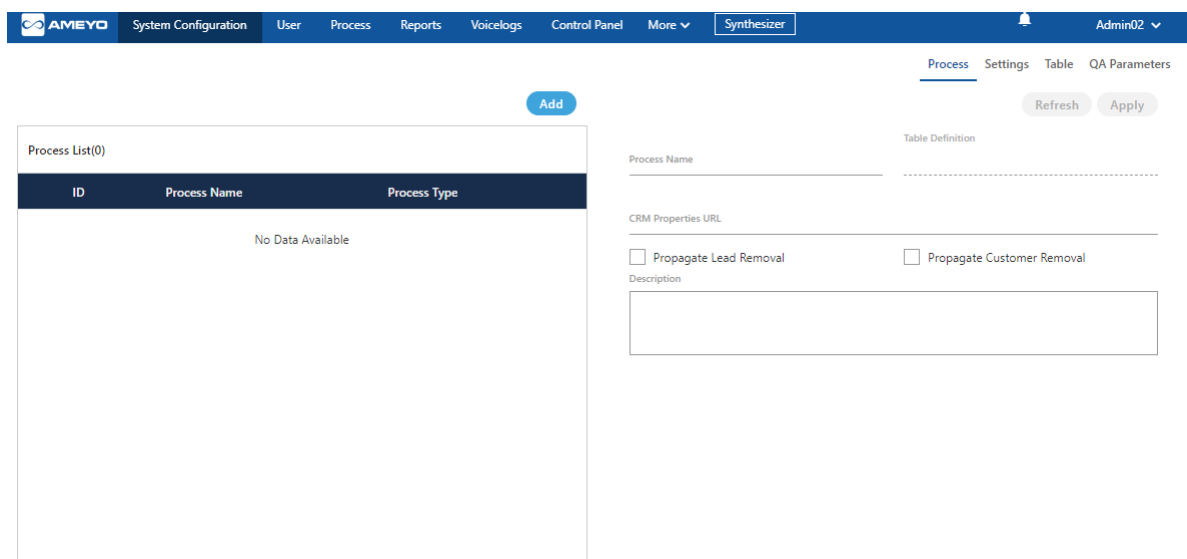 AMEYO System Configuration User Process Reports Voicelogs Control Panel More Synthesizer Admin02
Process Settings Table QA Parameters
Add
Refresh Apply
Process List(0)
ID Process Name Process Type
No Data Available
Table Definition
Process Name
CRM Properties URL
Propagate Lead Removal Propagate Customer Removal
Description